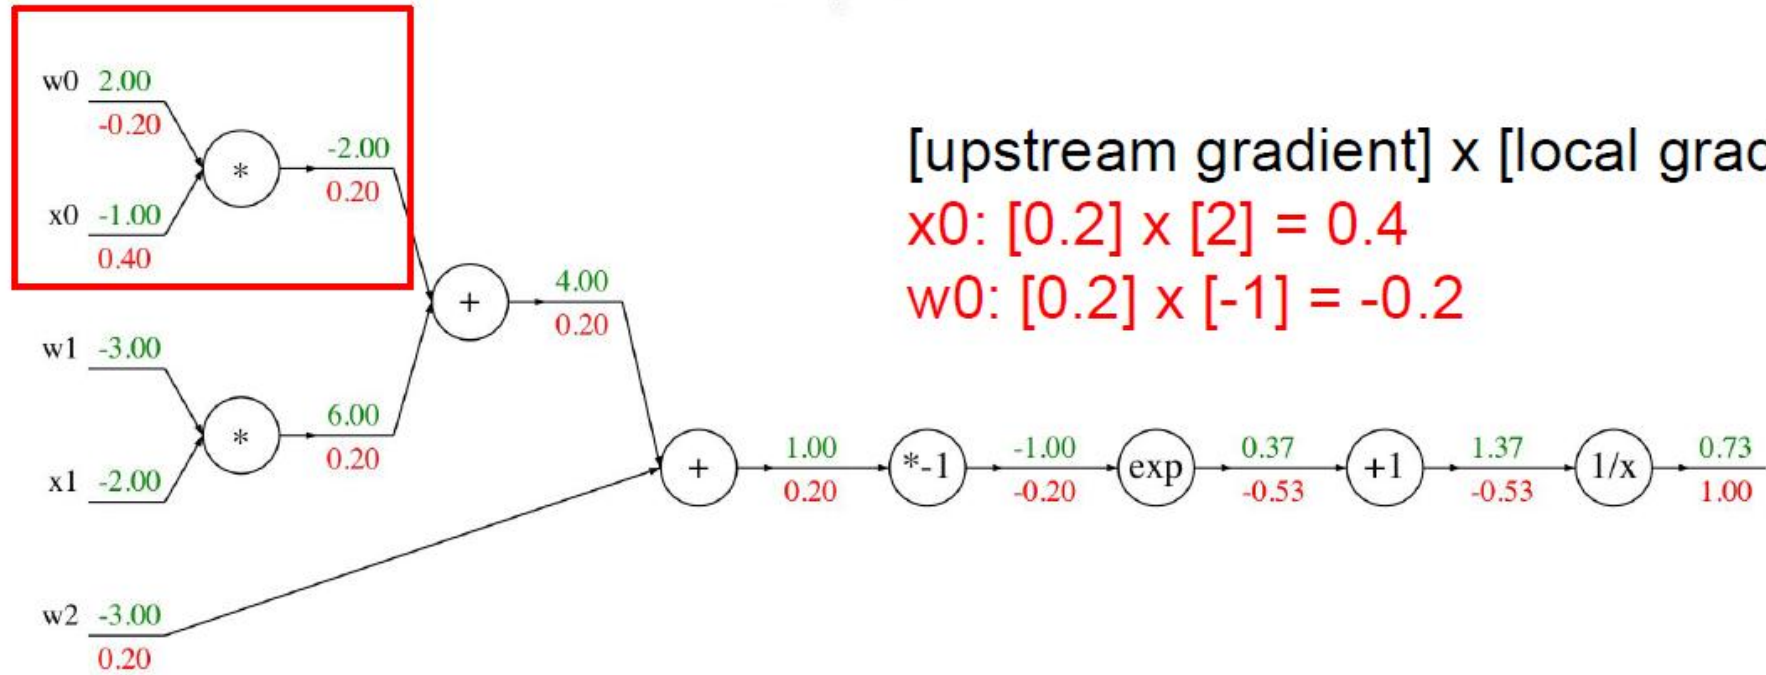 w0 2.00
-0.20
*
-2.00
0.20
x0 -1.00
0.40
[upstream gradient] x [local grad
x0: [0.2] x [2] = 0.4
w0: [0.2] x [-1] = -0.2
+
4.00
0.20
w1 -3.00
*
6.00
0.20
x1 -2.00
+
1.00
0.20
*-1
-1.00
-0.20
exp
0.37
-0.53
+1
1.37
-0.53
1/x
0.73
1.00
w2 -3.00
0.20